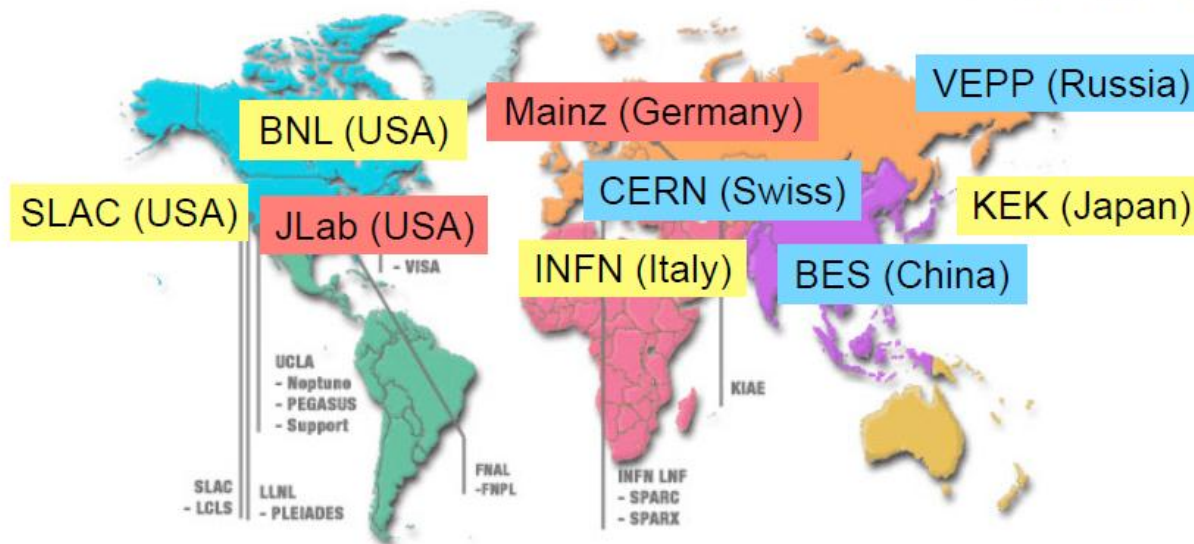 VEPP (Russia)
Mainz (Germany)
BNL (USA)
CERN (Swiss)
SLAC (USA)
JLab (USA)
KEK (Japan)
INFN (Italy)
BES (China)
- VISA
UCLA
- Neptune
- PEGASUS
- Support
KIAE
SLAC
- LCLS
LLNL
- PLEIADES
FNAL
-FNPL
INFN LNF
- SPARC
- SPARX